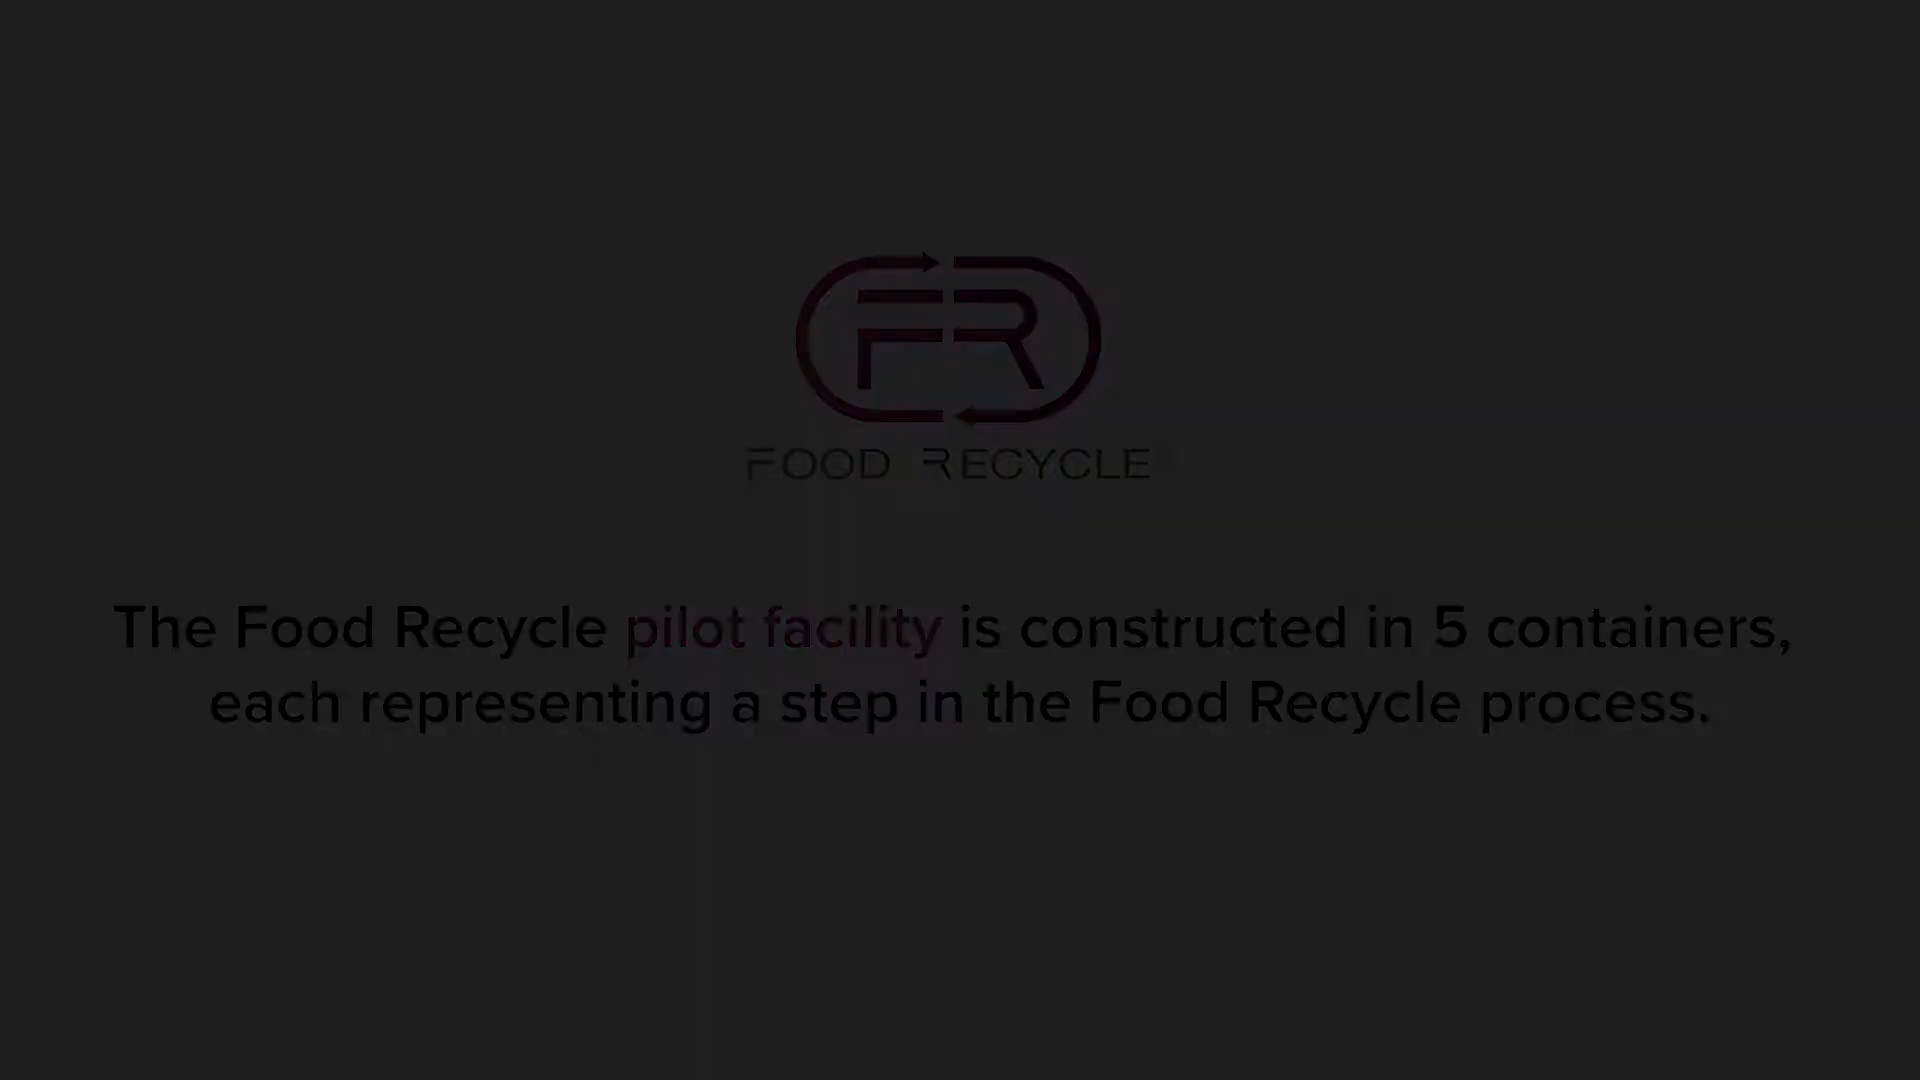 FR
FOOD RECYCLE
The Food Recycle pilot facility is constructed in 5 containers,
each representing a step in the Food Recycle process.